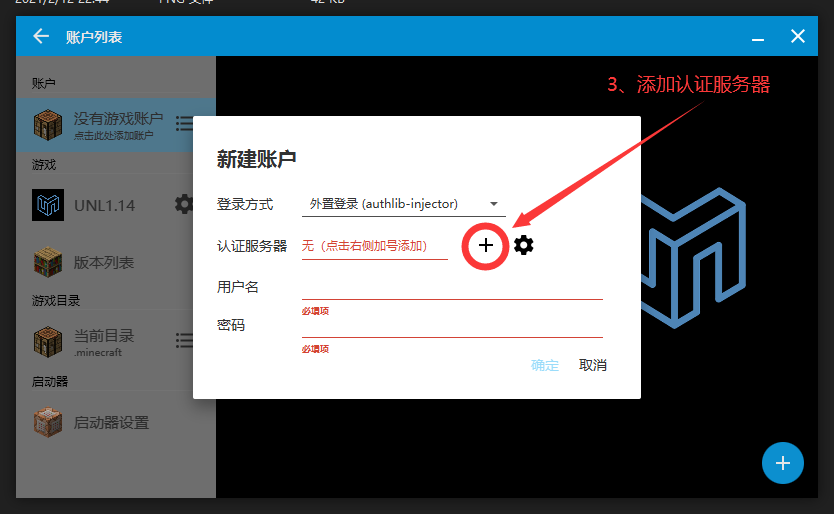 2021/2/12 22:44 PNG 文件 42 KB
账户列表
3、添加认证服务器
账户
没有游戏账户
点击此处添加账户
游戏
UNL1.14
版本列表
游戏目录
当前目录
.minecraft
启动器
启动器设置
新建账户
登录方式 外置登录 (authlib-injector)
认证服务器 无（点击右侧加号添加）
用户名
必填项
密码
必填项
确定 取消